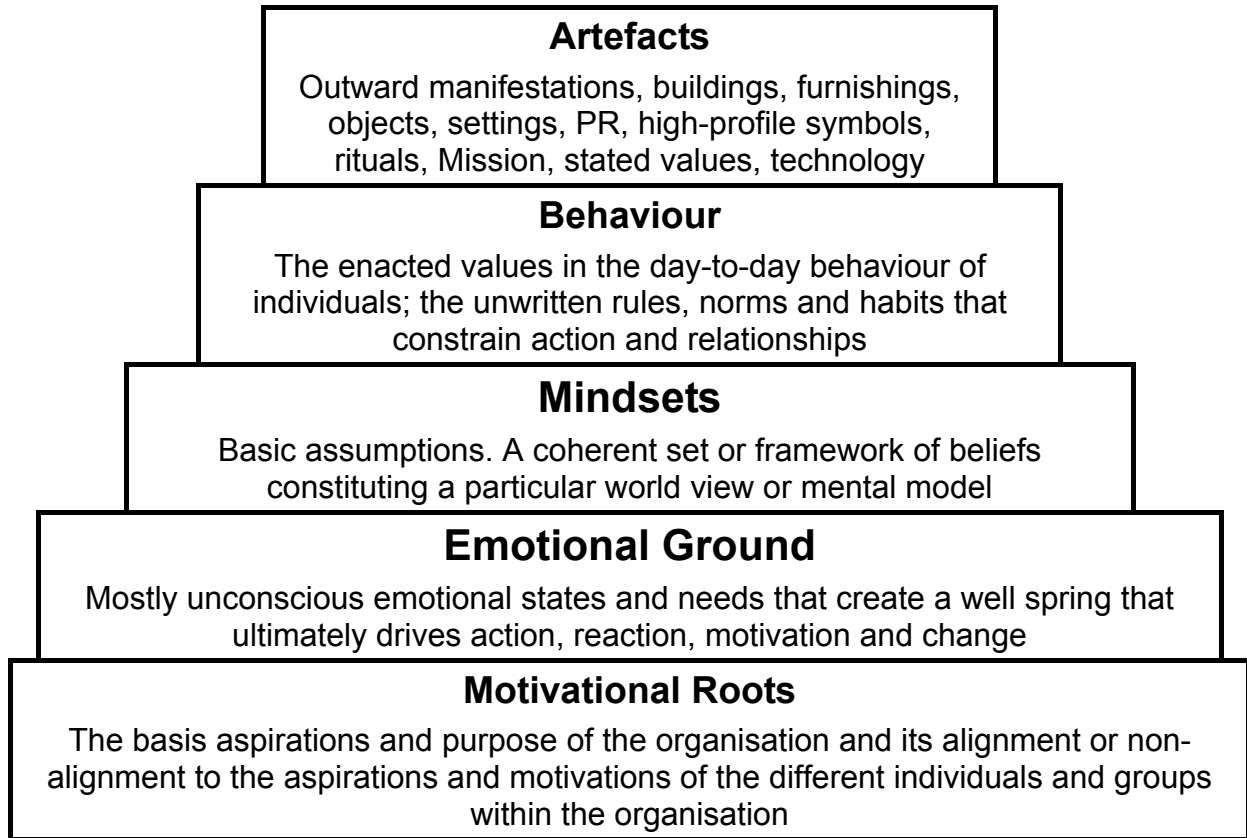 Artefacts
Outward manifestations, buildings, furnishings,
objects, settings, PR, high-profile symbols,
rituals, Mission, stated values, technology
Behaviour
The enacted values in the day-to-day behaviour of
individuals; the unwritten rules, norms and habits that
constrain action and relationships
Mindsets
Basic assumptions. A coherent set or framework of beliefs
constituting a particular world view or mental model
Emotional Ground
Mostly unconscious emotional states and needs that create a well spring that
ultimately drives action, reaction, motivation and change
Motivational Roots
The basis aspirations and purpose of the organisation and its alignment or non-
alignment to the aspirations and motivations of the different individuals and groups
within the organisation